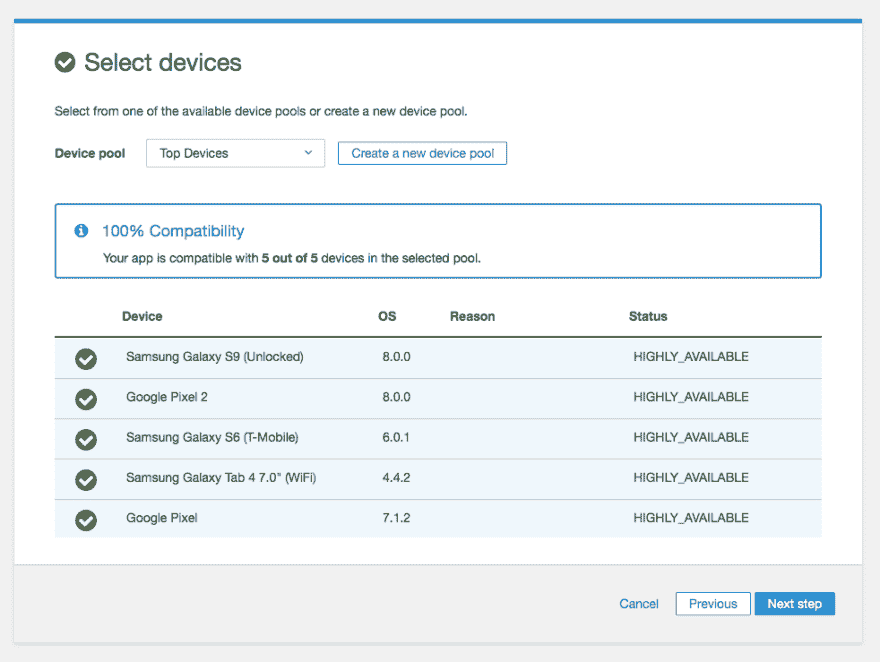 Select devices
Select from one of the available device pools or create a new device pool.
Device pool Top Devices Create a new device pool
100% Compatibility
Your app is compatible with 5 out of 5 devices in the selected pool.
Device OS Reason Status
Samsung Galaxy S9 (Unlocked) 8.0.0 HIGHLY_AVAILABLE
Google Pixel 2 8.0.0 HIGHLY_AVAILABLE
Samsung Galaxy S6 (T-Mobile) 6.0.1 HIGHLY_AVAILABLE
Samsung Galaxy Tab 4 7.0" (WiFi) 4.4.2 HIGHLY_AVAILABLE
Google Pixel 7.1.2 HIGHLY_AVAILABLE
Cancel Previous Next step